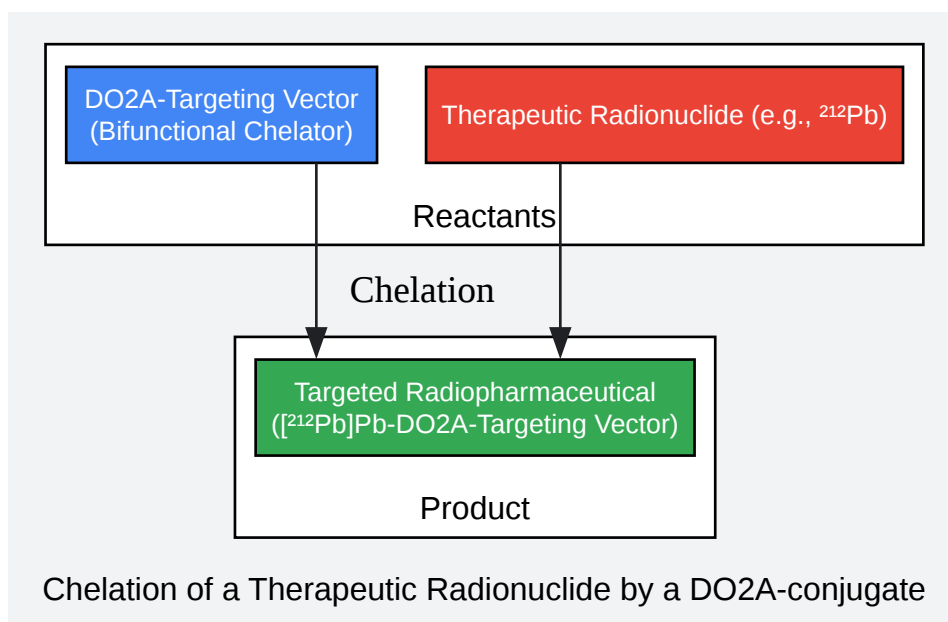 DO2A-Targeting Vector
(Bifunctional Chelator)
Therapeutic Radionuclide (e.g., ²¹²Pb)
Reactants
Chelation
Targeted Radiopharmaceutical
([²¹²Pb]Pb-DO2A-Targeting Vector)
Product
Chelation of a Therapeutic Radionuclide by a DO2A-conjugate